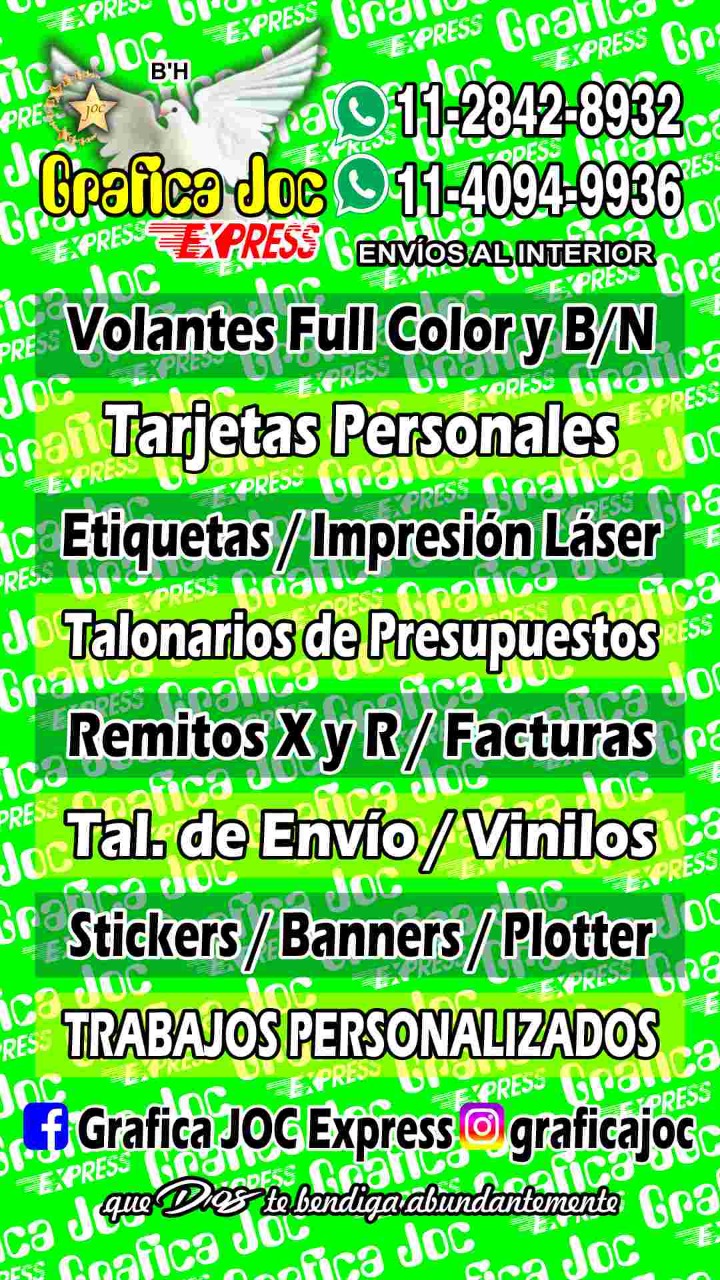 B'H
JOC
Grafica Joc
EXPRESS
11-2842-8932
11-4094-9936
ENVÍOS AL INTERIOR
Volantes Full Color y B/N
Tarjetas Personales
Etiquetas / Impresión Láser
Talonarios de Presupuestos
Remitos X y R / Facturas
Tal. de Envío / Vinilos
Stickers / Banners / Plotter
TRABAJOS PERSONALIZADOS
Grafica JOC Express graficajoc
que Dios te bendiga abundantemente